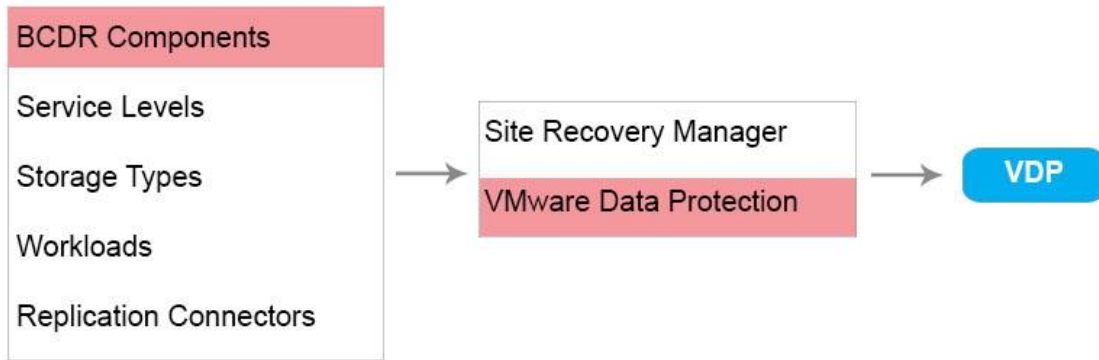 BCDR Components
Service Levels
Storage Types
Workloads
Replication Connectors
Site Recovery Manager
VMware Data Protection
VDP